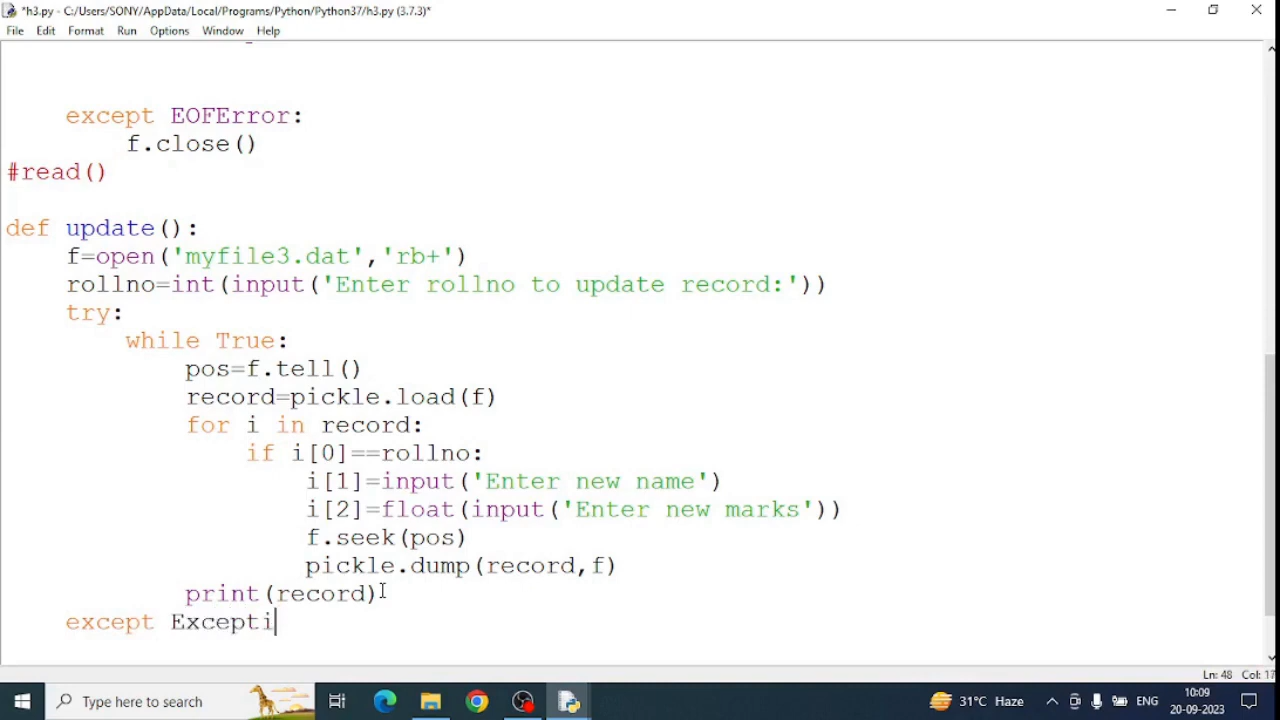 *h3.py - C:/Users/SONY/AppData/Local/Programs/Python/Python37/h3.py (3.7.3)*
File Edit Format Run Options Window Help
except EOFError:
f.close()
#read()
def update():
f=open('myfile3.dat','rb+')
rollno=int(input('Enter rollno to update record:'))
try:
while True:
pos=f.tell()
record=pickle.load(f)
for i in record:
if i[0]==rollno:
i[1]=input('Enter new name')
i[2]=float(input('Enter new marks'))
f.seek(pos)
pickle.dump(record,f)
print(record)
except Excepti
Ln: 48 Col: 17
Type here to search
31°C Haze
ENG
10:09
20-09-2023